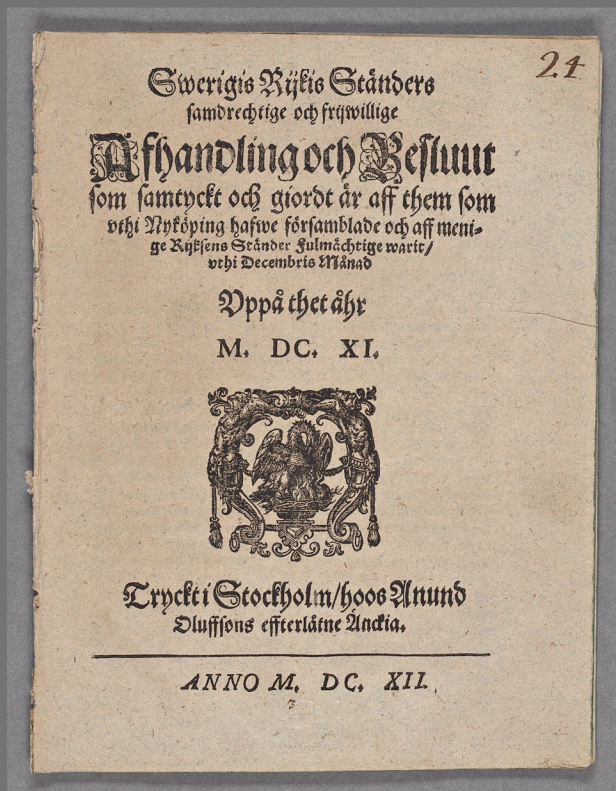 24
Swerigis Rijkis Ständers
samdrechtige och frijwillige
Afhandling och Besluut
som samtyckt och giordt är aff them som
vthi Nyköping hafwe församblade och aff meni-
ge Rijksens Ständer Fulmächtige warit/
vthi Decembris Månad
Vppå thet åhr
M. DC. XI.
Tryckt i Stockholm/hoos Anund
Oluffsons effterlåtne Änckia.
ANNO M. DC. XII.
3